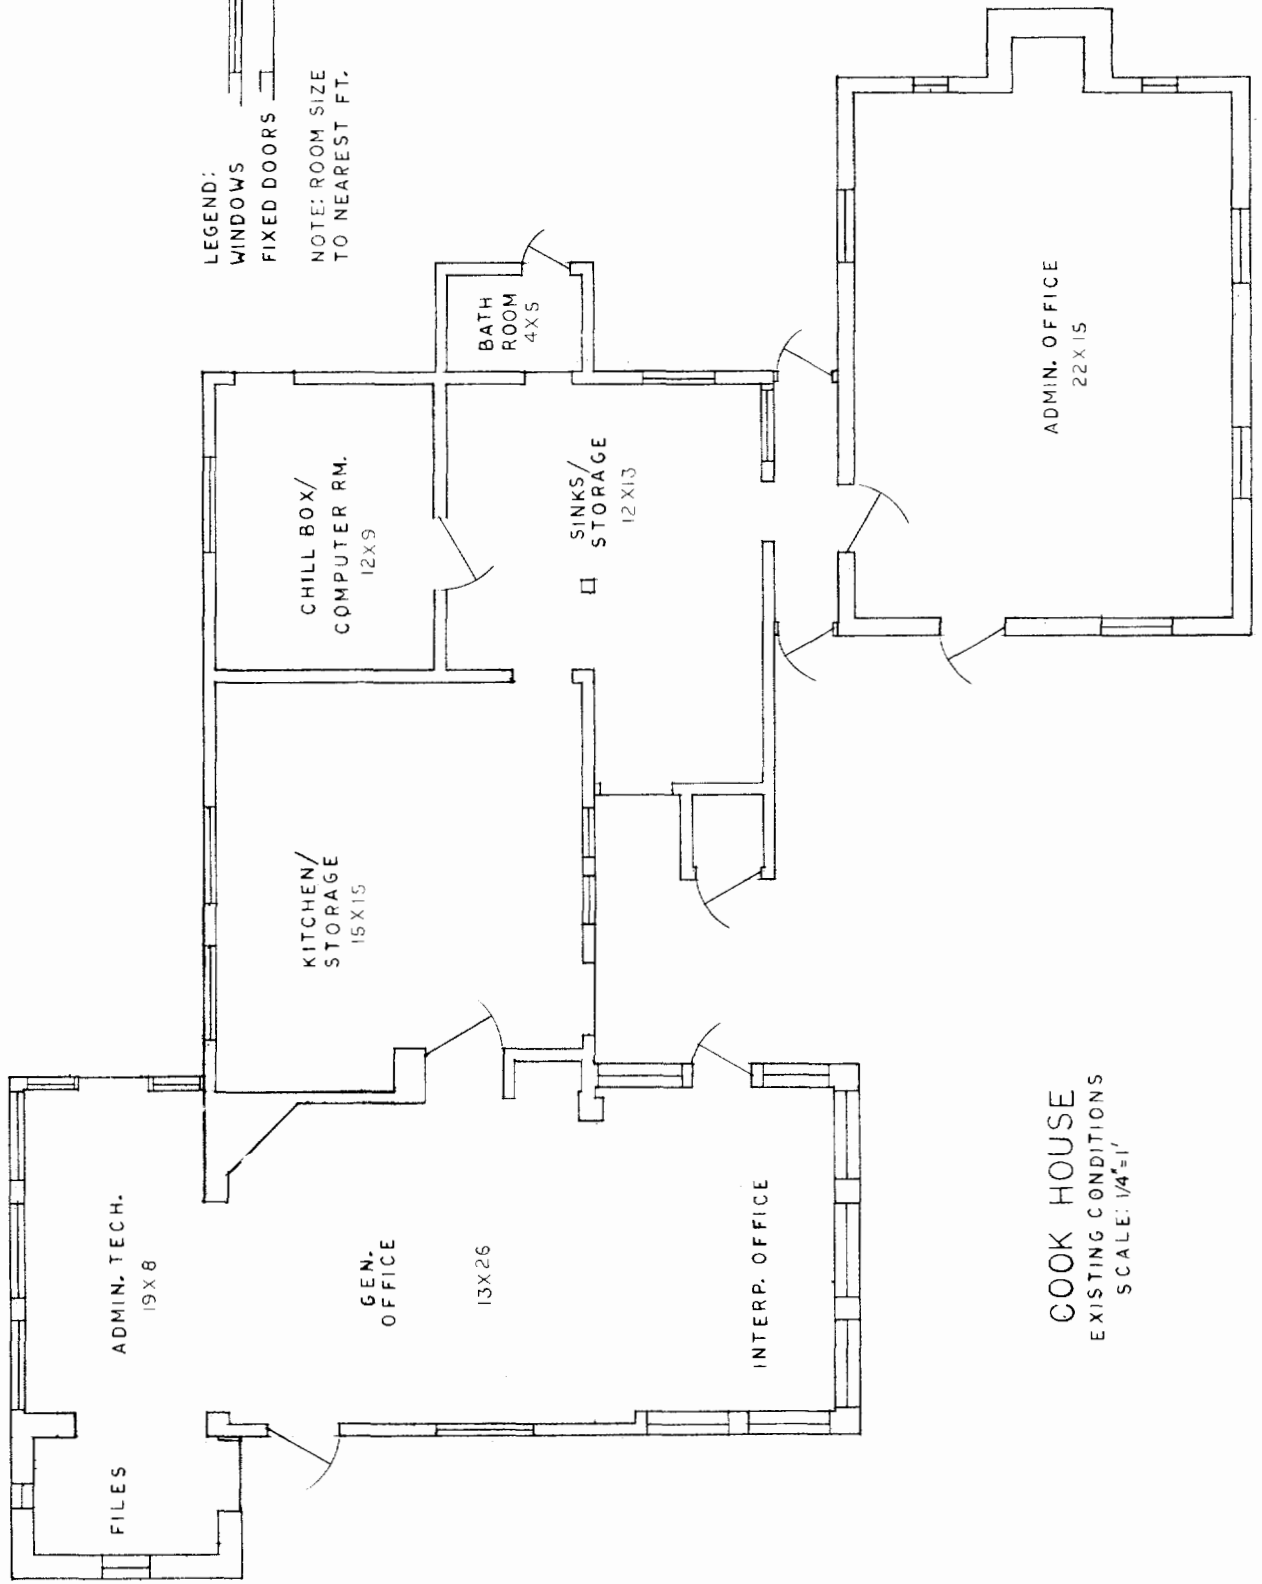 LEGEND:
WINDOWS
FIXED DOORS
NOTE: ROOM SIZE
TO NEAREST FT.
FILES
ADMIN. TECH.
19X8
GEN.
OFFICE
13X26
INTERP. OFFICE
KITCHEN/
STORAGE
15X15
CHILL BOX/
COMPUTER RM.
12X9
SINKS/
STORAGE
12X13
BATH
ROOM
4X5
ADMIN. OFFICE
22X15
COOK HOUSE
EXISTING CONDITIONS
SCALE: 1/4"=1'